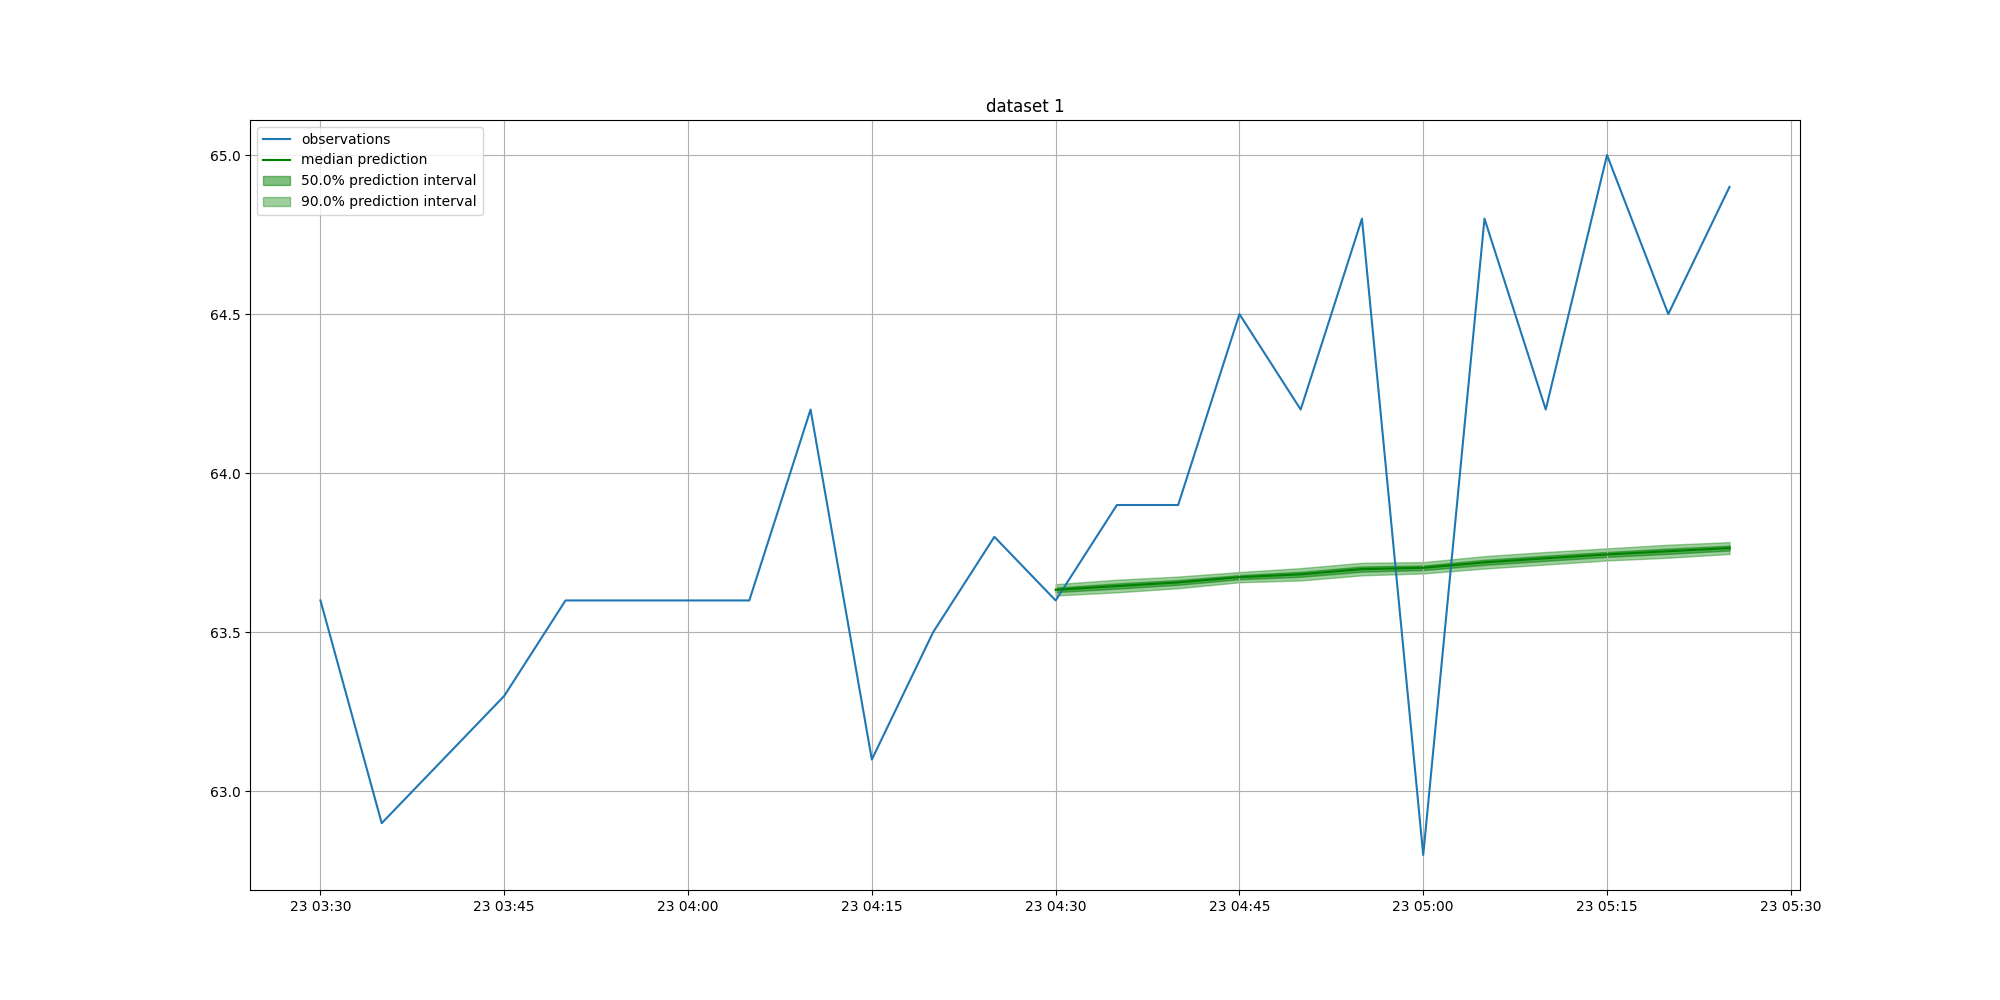 dataset 1
observations
median prediction
50.0% prediction interval
90.0% prediction interval
65.0
64.5
64.0
63.5
63.0
23 03:30 23 03:45 23 04:00 23 04:15 23 04:30 23 04:45 23 05:00 23 05:15 23 05:30